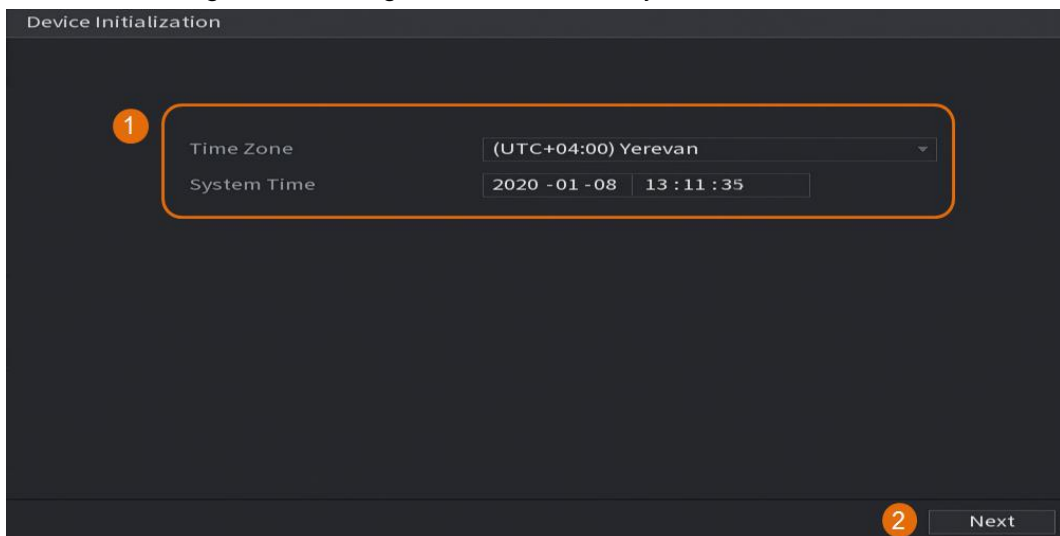 Device Initialization
1
Time Zone (UTC+04:00) Yerevan
System Time 2020 -01 -08 13 : 11 : 35
2 Next